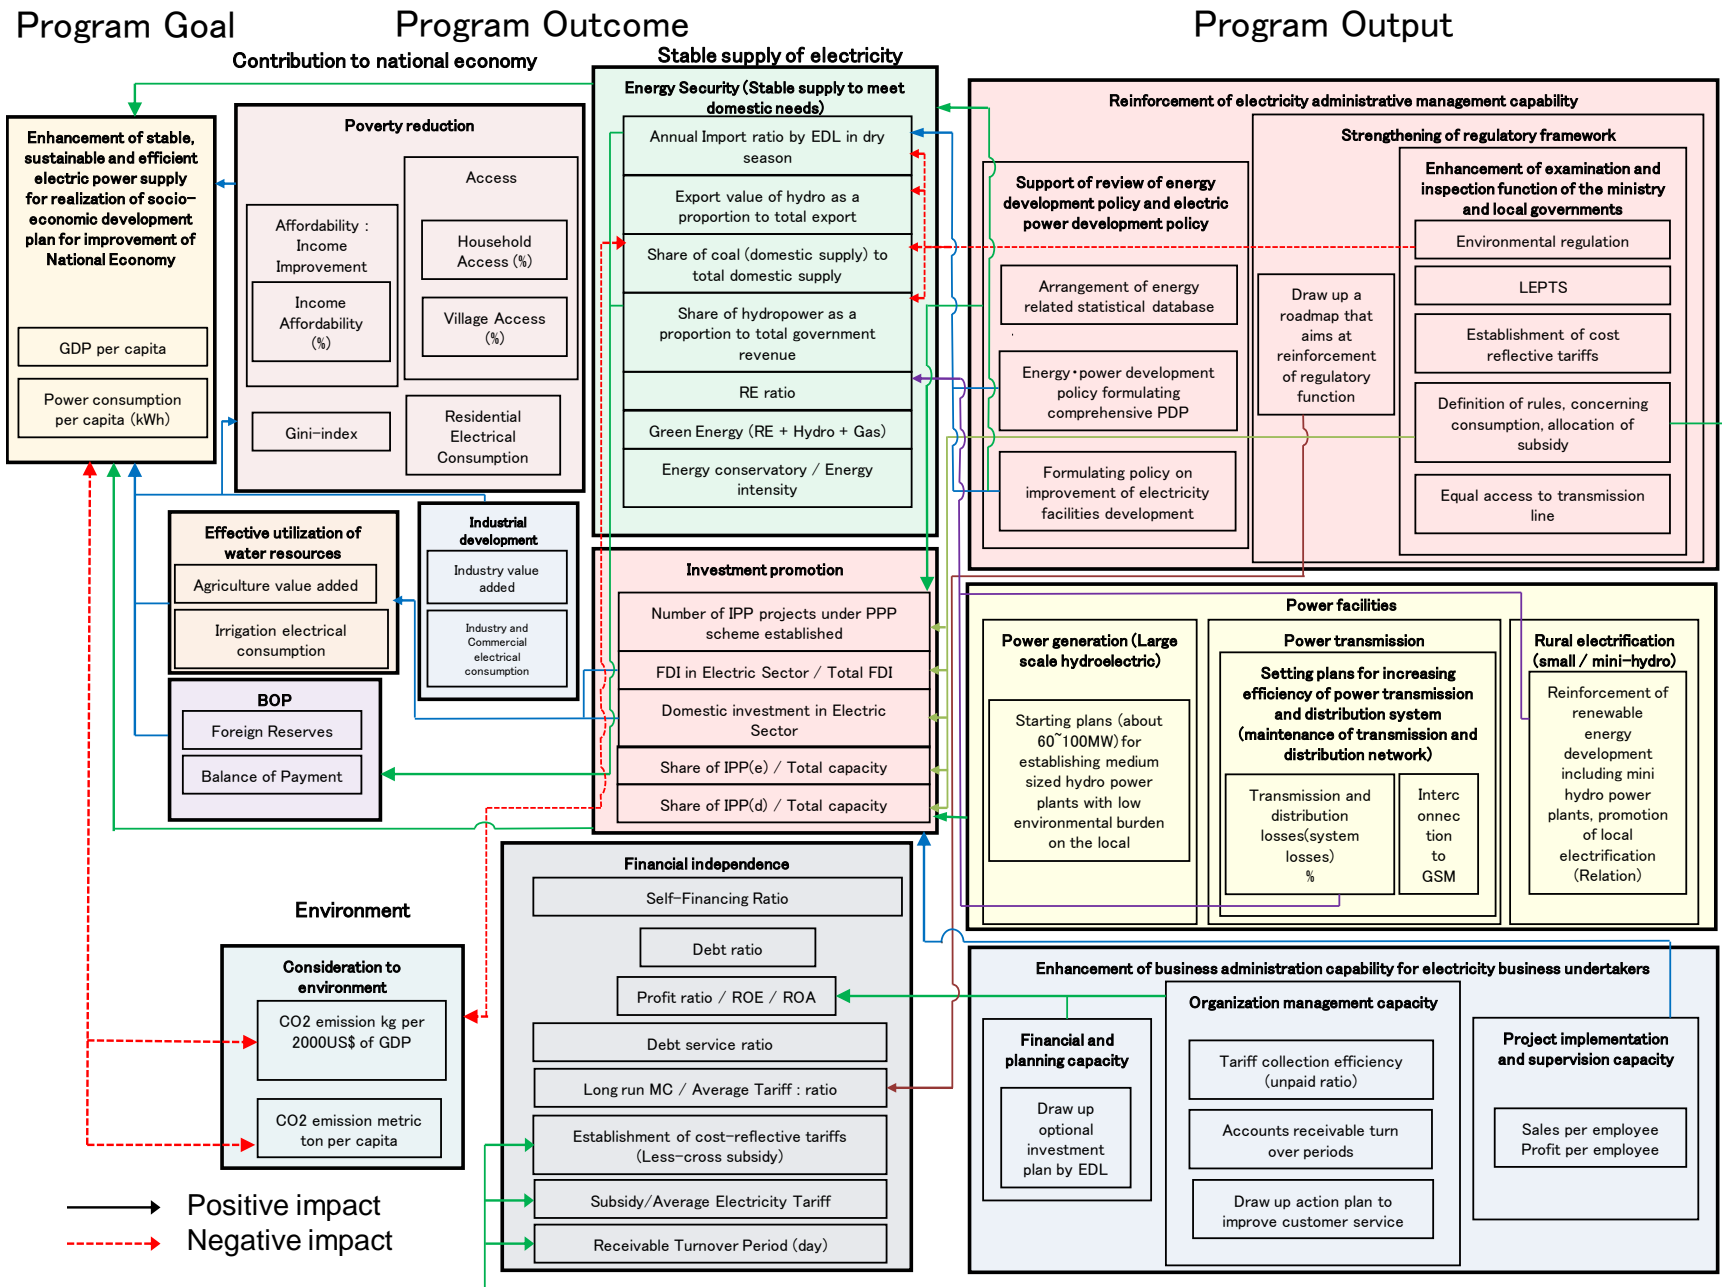 Program Goal
Program Outcome
Program Output
Contribution to national economy
Stable supply of electricity
Enhancement of stable,
sustainable and efficient
electric power supply
for realization of socio-
economic development
plan for improvement of
National Economy
GDP per capita
Power consumption
per capita (kWh)
Poverty reduction
Affordability :
Income
Improvement
Income
Affordability
(%)
Access
Household
Access (%)
Village Access
(%)
Gini-index
Residential
Electrical
Consumption
Effective utilization of
water resources
Agriculture value added
Irrigation electrical
consumption
Industrial
development
Industry value
added
Industry and
Commercial
electrical
consumption
BOP
Foreign Reserves
Balance of Payment
Environment
Consideration to
environment
CO2 emission kg per
2000US$ of GDP
CO2 emission metric
ton per capita
Positive impact
Negative impact
Energy Security (Stable supply to meet
domestic needs)
Annual Import ratio by EDL in dry
season
Export value of hydro as a
proportion to total export
Share of coal (domestic supply) to
total domestic supply
Share of hydropower as a
proportion to total government
revenue
RE ratio
Green Energy (RE + Hydro + Gas)
Energy conservatory / Energy
intensity
Investment promotion
Number of IPP projects under PPP
scheme established
FDI in Electric Sector / Total FDI
Domestic investment in Electric
Sector
Share of IPP(e) / Total capacity
Share of IPP(d) / Total capacity
Financial independence
Self-Financing Ratio
Debt ratio
Profit ratio / ROE / ROA
Debt service ratio
Long run MC / Average Tariff : ratio
Establishment of cost-reflective tariffs
(Less-cross subsidy)
Subsidy/Average Electricity Tariff
Receivable Turnover Period (day)
Reinforcement of electricity administrative management capability
Support of review of energy
development policy and electric
power development policy
Arrangement of energy
related statistical database
Energy・power development
policy formulating
comprehensive PDP
Formulating policy on
improvement of electricity
facilities development
Strengthening of regulatory framework
Draw up a
roadmap that
aims at
reinforcement
of regulatory
function
Enhancement of examination and
inspection function of the ministry
and local governments
Environmental regulation
LEPTS
Establishment of cost
reflective tariffs
Definition of rules, concerning
consumption, allocation of
subsidy
Equal access to transmission
line
Power facilities
Power generation (Large
scale hydroelectric)
Starting plans (about
60~100MW) for
establishing medium
sized hydro power
plants with low
environmental burden
on the local
Power transmission
Setting plans for increasing
efficiency of power transmission
and distribution system
(maintenance of transmission and
distribution network)
Transmission and
distribution
losses(system
losses)
%
Interc
onnec
tion
to
GSM
Rural electrification
(small / mini-hydro)
Reinforcement of
renewable
energy
development
including mini
hydro power
plants, promotion
of local
electrification
(Relation)
Enhancement of business administration capability for electricity business undertakers
Financial and
planning capacity
Draw up
optional
investment
plan by EDL
Organization management capacity
Tariff collection efficiency
(unpaid ratio)
Accounts receivable turn
over periods
Draw up action plan to
improve customer service
Project implementation
and supervision capacity
Sales per employee
Profit per employee